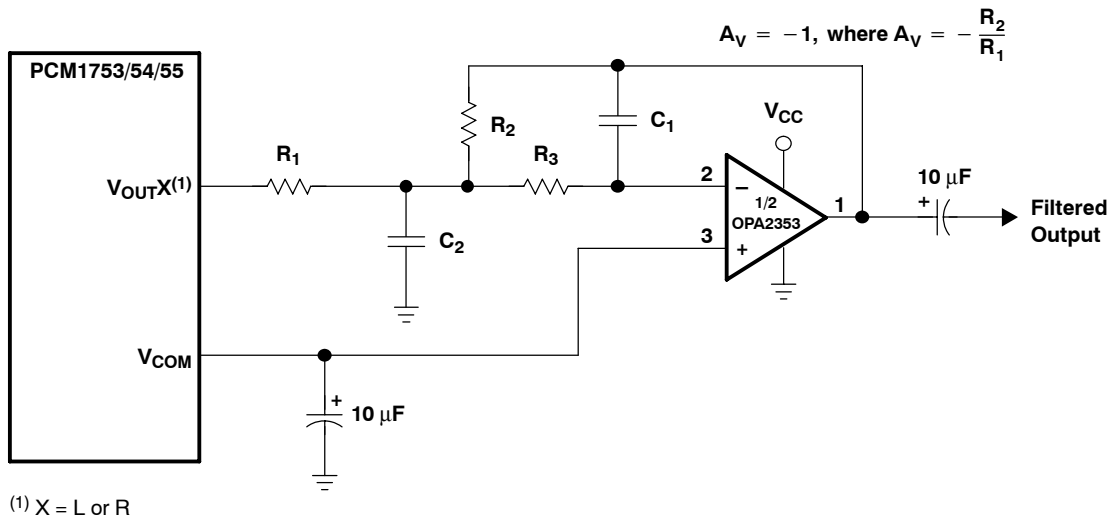 A_V = −1, where A_V = − R_2 / R_1
PCM1753/54/55
V_CC
R_2
C_1
R_1
R_3
V_OUTX(1)
2
−
1/2
OPA2353
1
10 μF
+
Filtered
Output
C_2
3
+
V_COM
+
10 μF
(1) X = L or R